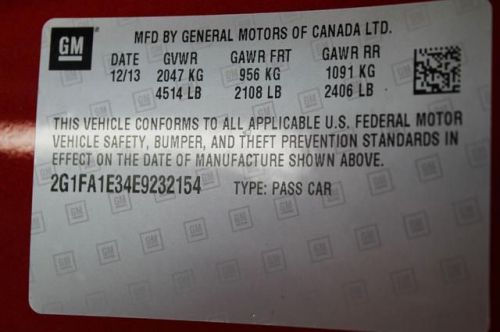 GM
MFD BY GENERAL MOTORS OF CANADA LTD.
DATE GVWR GAWR FRT GAWR RR
12/13 2047 KG 956 KG 1091 KG
4514 LB 2108 LB 2406 LB
THIS VEHICLE CONFORMS TO ALL APPLICABLE U.S. FEDERAL MOTOR
VEHICLE SAFETY, BUMPER, AND THEFT PREVENTION STANDARDS IN
EFFECT ON THE DATE OF MANUFACTURE SHOWN ABOVE.
2G1FA1E34E9232154 TYPE: PASS CAR